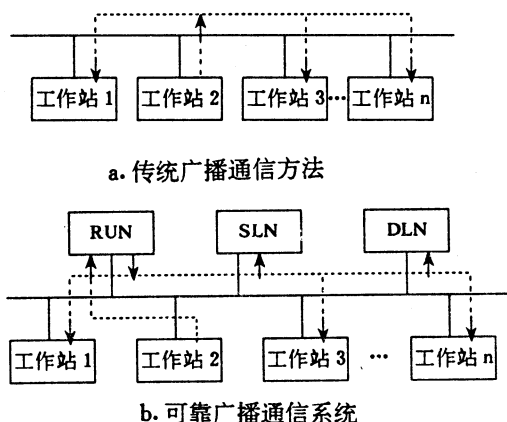 工作站 1 工作站 2 工作站 3 … 工作站 n
a. 传统广播通信方法
RUN SLN DLN
工作站 1 工作站 2 工作站 3 … 工作站 n
b. 可靠广播通信系统